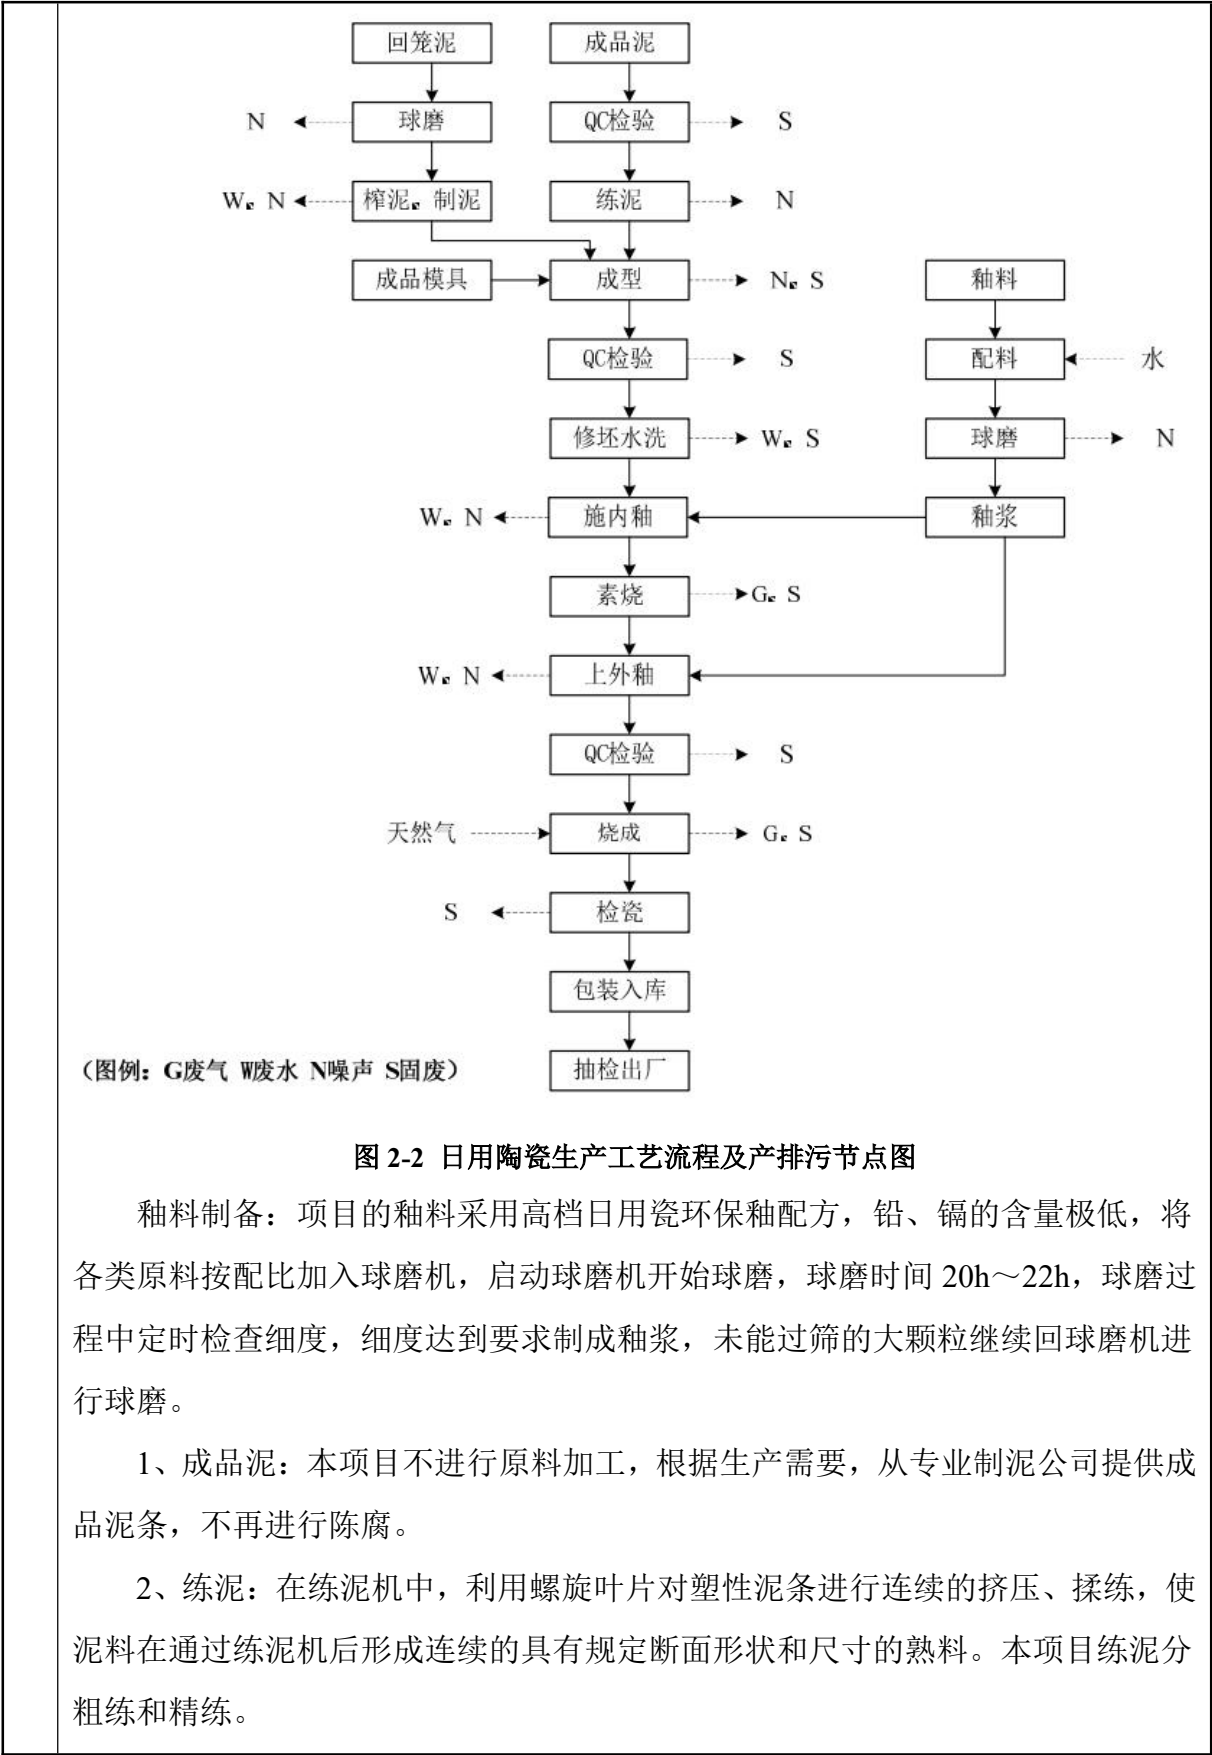 回笼泥 成品泥
N 球磨 QC检验 S
W、N 榨泥、制泥 练泥 N
成品模具 成型 N、S 釉料
QC检验 S 配料 水
修坯水洗 W、S 球磨 N
W、N 施内釉 釉浆
素烧 G、S
W、N 上外釉
QC检验 S
天然气 烧成 G、S
S 检瓷
包装入库
（图例：G废气 W废水 N噪声 S固废） 抽检出厂
图 2-2 日用陶瓷生产工艺流程及产排污节点图
釉料制备：项目的釉料采用高档日用瓷环保釉配方，铅、镉的含量极低，将
各类原料按配比加入球磨机，启动球磨机开始球磨，球磨时间 20h～22h，球磨过
程中定时检查细度，细度达到要求制成釉浆，未能过筛的大颗粒继续回球磨机进
行球磨。
1、成品泥：本项目不进行原料加工，根据生产需要，从专业制泥公司提供成
品泥条，不再进行陈腐。
2、练泥：在练泥机中，利用螺旋叶片对塑性泥条进行连续的挤压、揉练，使
泥料在通过练泥机后形成连续的具有规定断面形状和尺寸的熟料。本项目练泥分
粗练和精练。